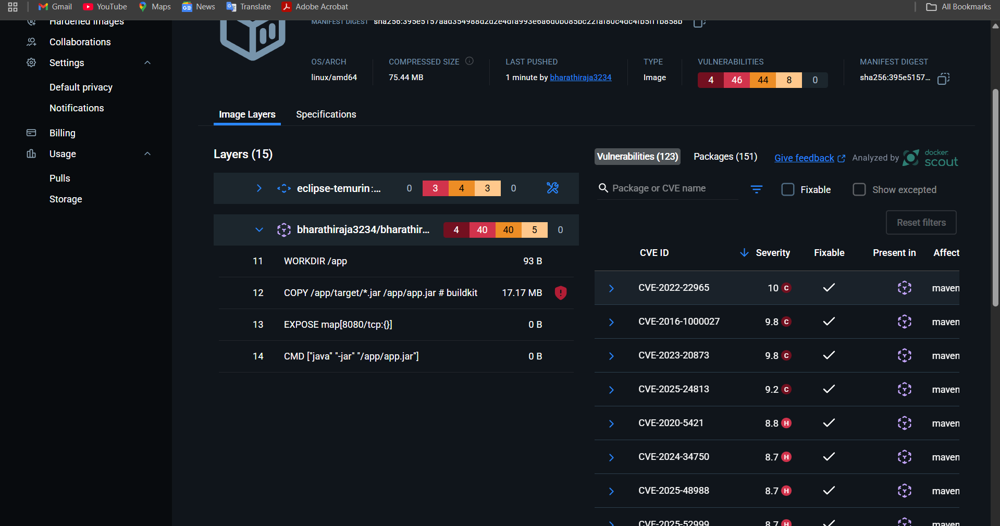 Gmail YouTube Maps News Translate Adobe Acrobat All Bookmarks
Hardened Images
Collaborations
Settings
Default privacy
Notifications
Billing
Usage
Pulls
Storage
MANIFEST DIGEST
OS/ARCH
linux/amd64
COMPRESSED SIZE
75.44 MB
LAST PUSHED
1 minute by bharathiraja3234
TYPE
Image
VULNERABILITIES
4 46 44 8 0
MANIFEST DIGEST
sha256:395e5157...
Image Layers Specifications
Layers (15)
eclipse-temurin:... 0 3 4 3 0
bharathiraja3234/bharathir... 4 40 40 5 0
11 WORKDIR /app 93 B
12 COPY /app/target/*.jar /app/app.jar # buildkit 17.17 MB
13 EXPOSE map[8080/tcp:{}] 0 B
14 CMD ["java" "-jar" "/app/app.jar"] 0 B
Vulnerabilities (123) Packages (151) Give feedback Analyzed by docker scout
Package or CVE name Fixable Show excepted
Reset filters
CVE ID Severity Fixable Present in Affect
CVE-2022-22965 10 C maven
CVE-2016-1000027 9.8 C maven
CVE-2023-20873 9.8 C maven
CVE-2025-24813 9.2 C maven
CVE-2020-5421 8.8 H maven
CVE-2024-34750 8.7 H maven
CVE-2025-48988 8.7 H maven
CVE-2025-52999 8.7 H maven